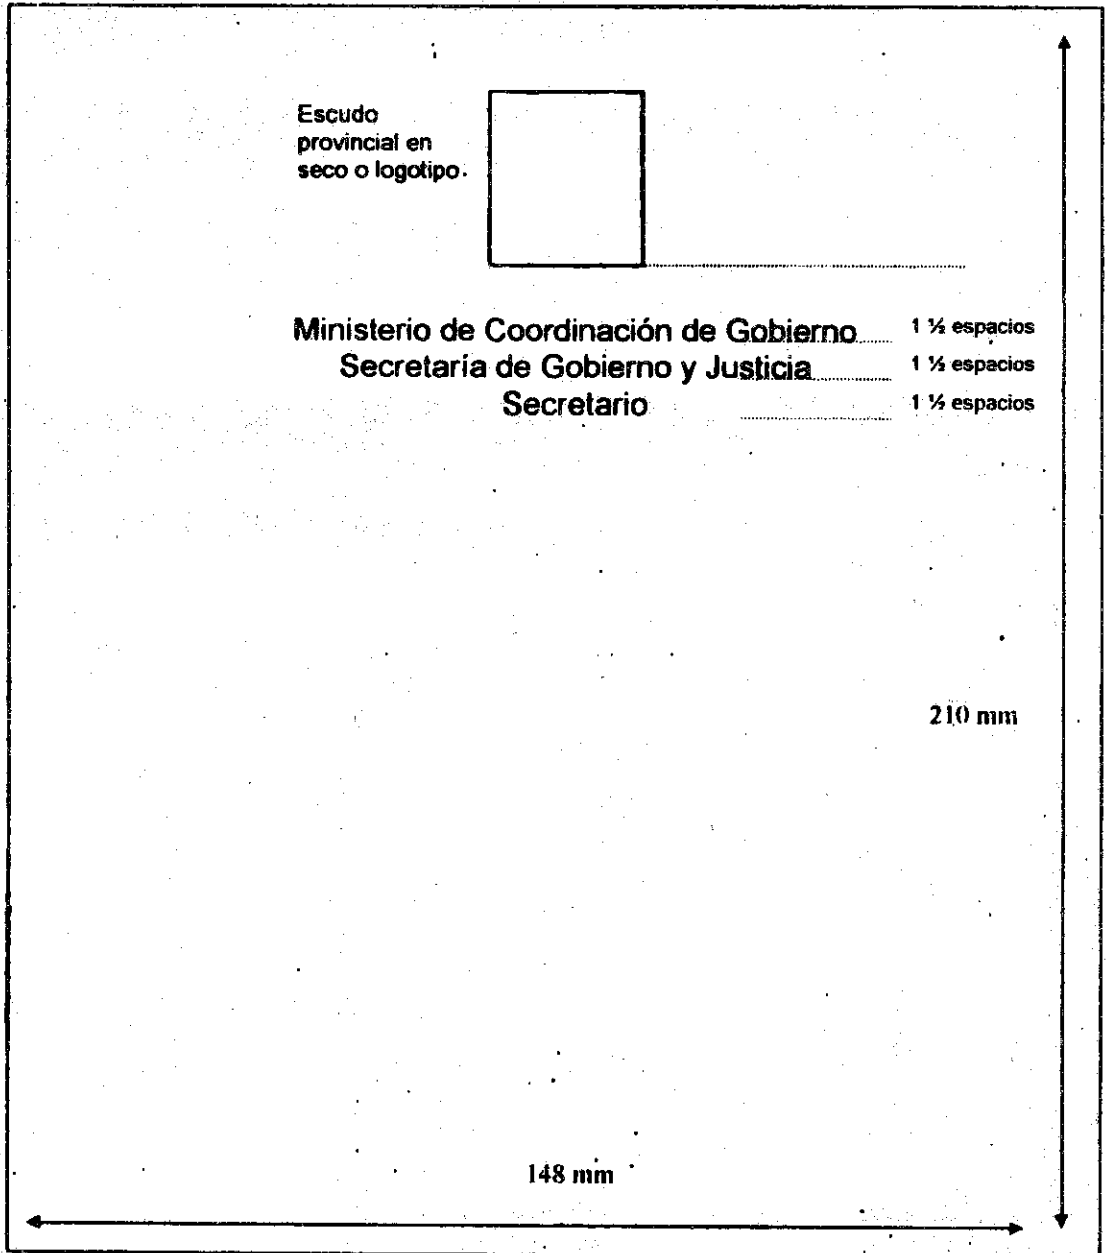 Escudo
provincial en
seco o logotipo.
Ministerio de Coordinación de Gobierno 1 ½ espacios
Secretaría de Gobierno y Justicia 1 ½ espacios
Secretario 1 ½ espacios
210 mm
148 mm